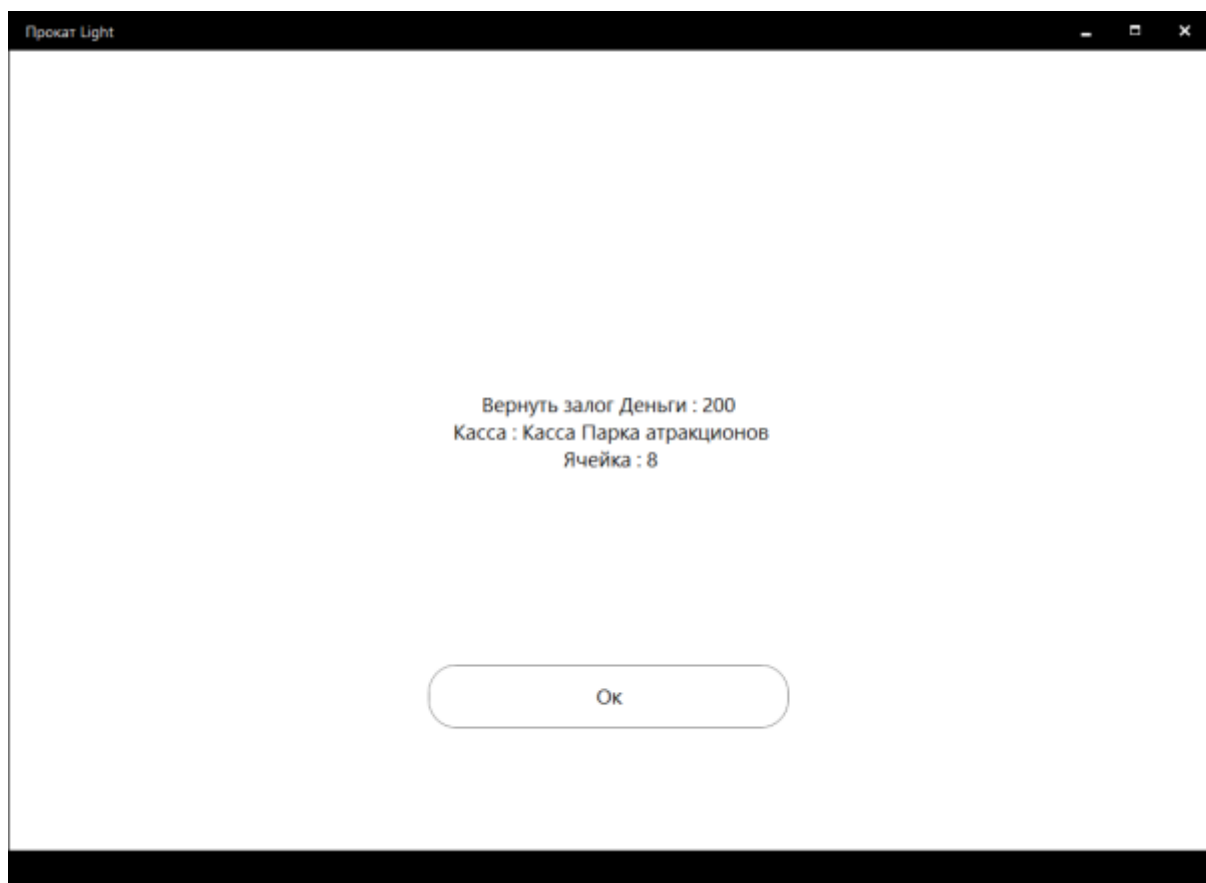 Прокат Light
Вернуть залог Деньги : 200
Касса : Касса Парка атракционов
Ячейка : 8
Ок